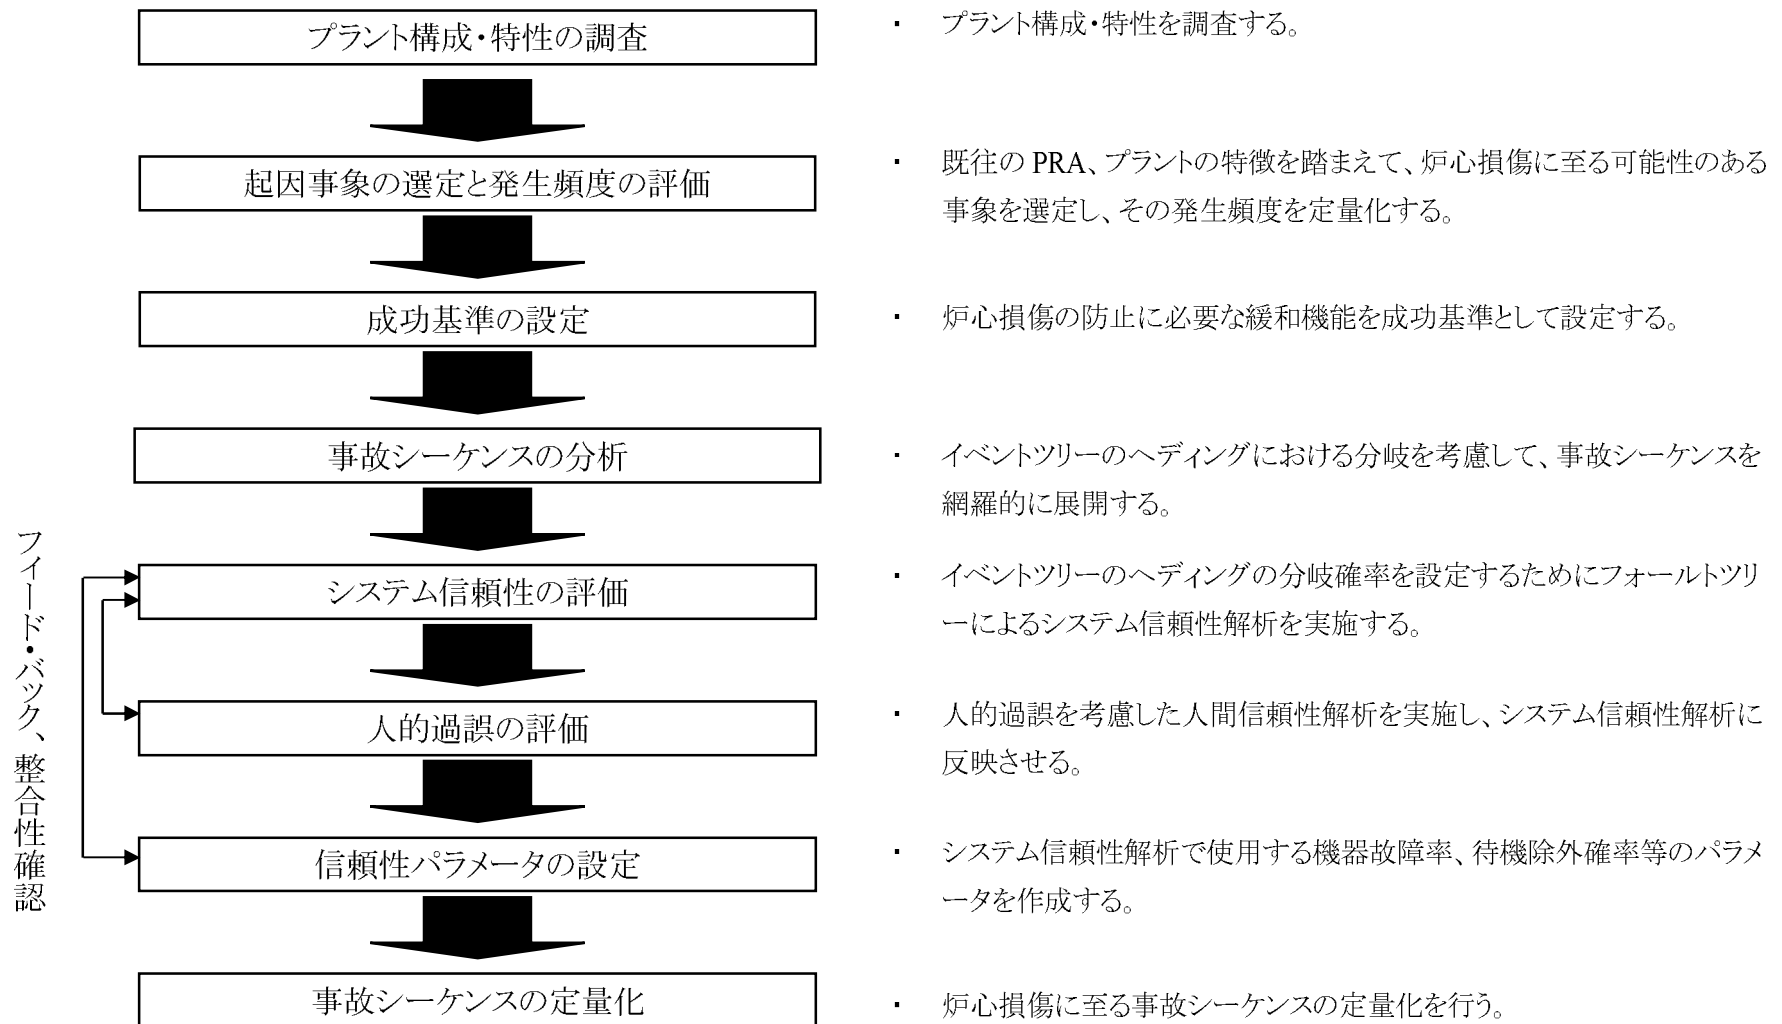 プラント構成・特性の調査
・ プラント構成・特性を調査する。
起因事象の選定と発生頻度の評価
・ 既往の PRA、プラントの特徴を踏まえて、炉心損傷に至る可能性のある
事象を選定し、その発生頻度を定量化する。
成功基準の設定
・ 炉心損傷の防止に必要な緩和機能を成功基準として設定する。
事故シーケンスの分析
・ イベントツリーのヘディングにおける分岐を考慮して、事故シーケンスを
網羅的に展開する。
フィード・バック、整合性確認
システム信頼性の評価
・ イベントツリーのヘディングの分岐確率を設定するためにフォールトツリ
ーによるシステム信頼性解析を実施する。
人的過誤の評価
・ 人的過誤を考慮した人間信頼性解析を実施し、システム信頼性解析に
反映させる。
信頼性パラメータの設定
・ システム信頼性解析で使用する機器故障率、待機除外確率等のパラメ
ータを作成する。
事故シーケンスの定量化
・ 炉心損傷に至る事故シーケンスの定量化を行う。